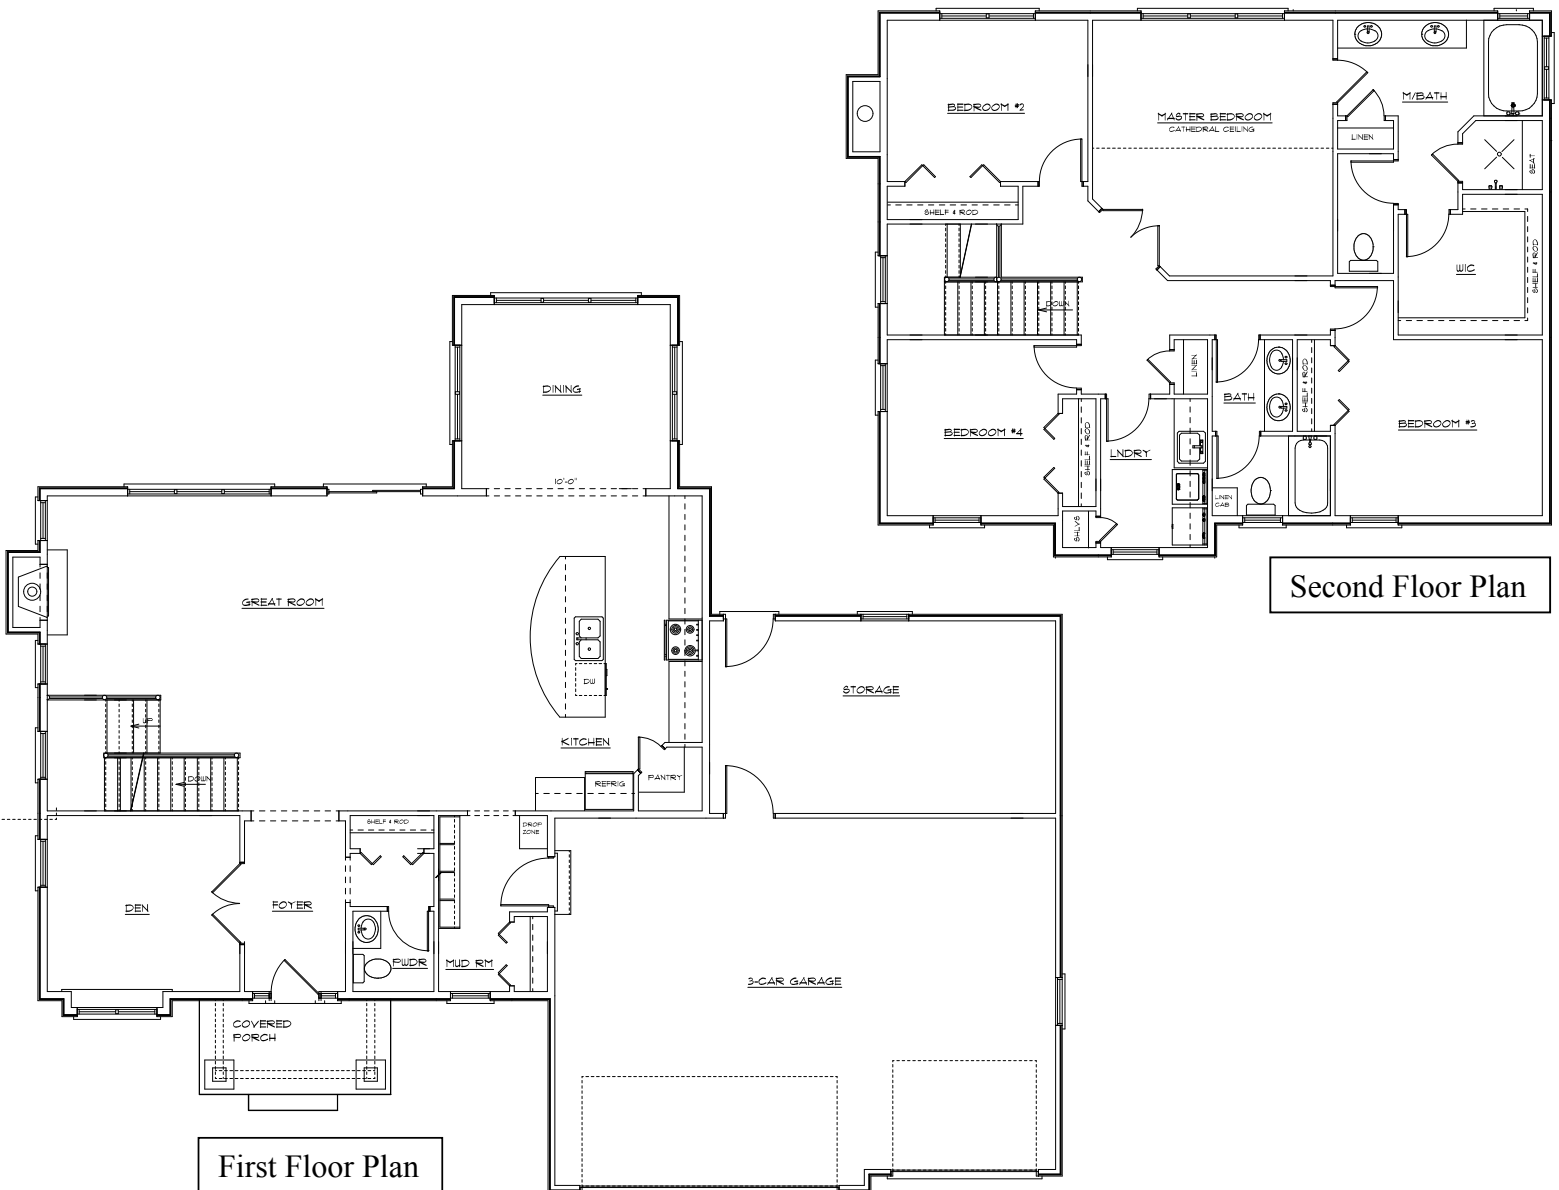 BEDROOM #2
MASTER BEDROOM
CATHEDRAL CEILING
M/BATH
LINEN
SEAT
SHELF & ROD
SHELF & ROD
WIC
DOWN
LINEN
BATH
SHELF & ROD
BEDROOM #3
BEDROOM #4
SHELF & ROD
LNDRY
LINEN
CAB
SHLVS
Second Floor Plan
DINING
10'-0"
GREAT ROOM
DW
KITCHEN
UP
DOWN
REFRIG
PANTRY
STORAGE
SHELF & ROD
DROP
ZONE
DEN
FOYER
PWDR
MUD RM
3-CAR GARAGE
COVERED
PORCH
First Floor Plan